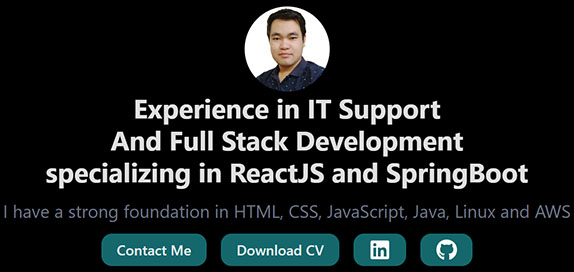 Experience in IT Support
And Full Stack Development
specializing in ReactJS and SpringBoot
I have a strong foundation in HTML, CSS, JavaScript, Java, Linux and AWS
Contact Me
Download CV
in